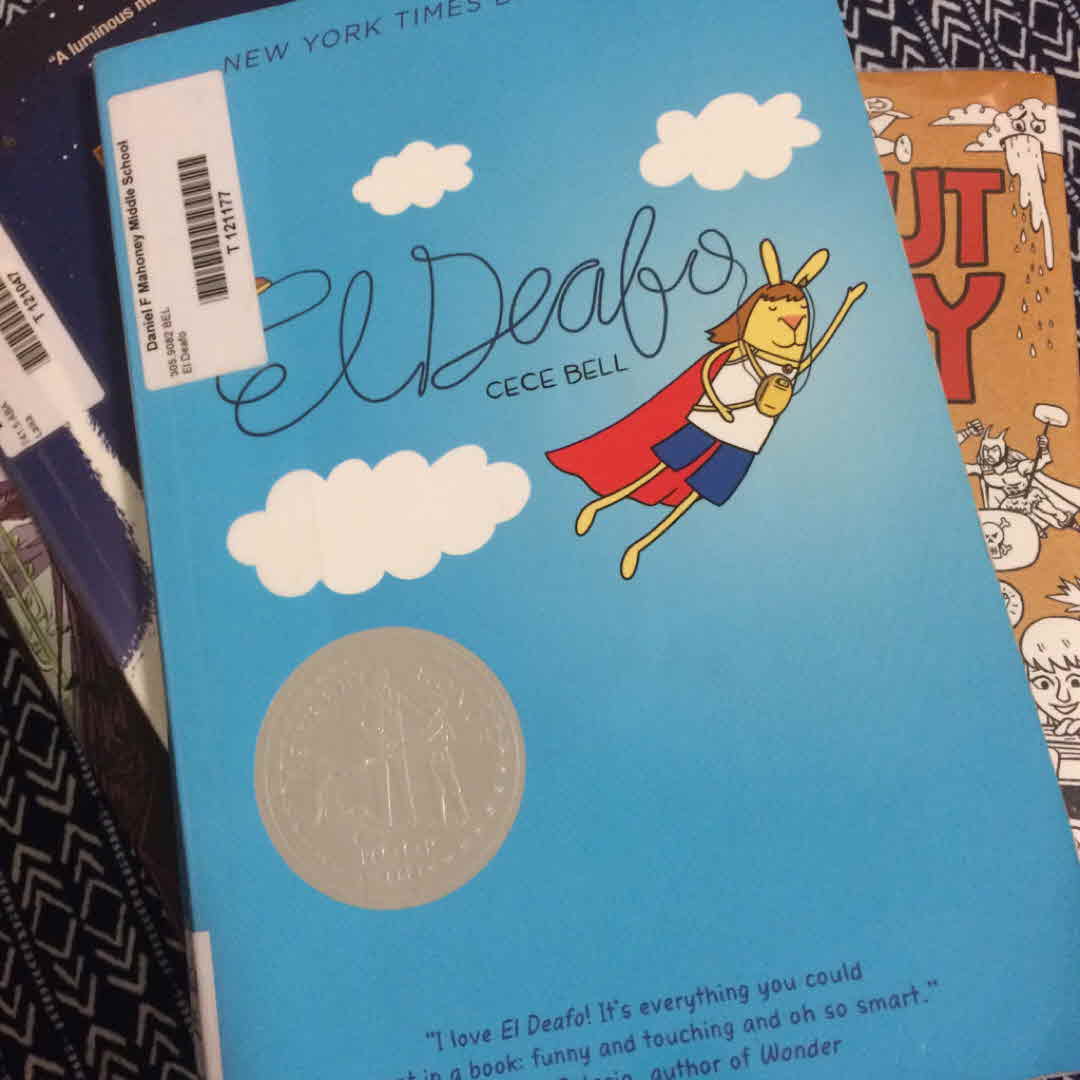 "A luminous
NEW YORK TIMES
Daniel F Mahoney Middle School
305.9082 BEL
El Deafo
T 121177
T 121047
El Deafo
CECE BELL
UT
Y
"I love El Deafo! It's everything you could
in a book: funny and touching and oh so smart."
author of Wonder